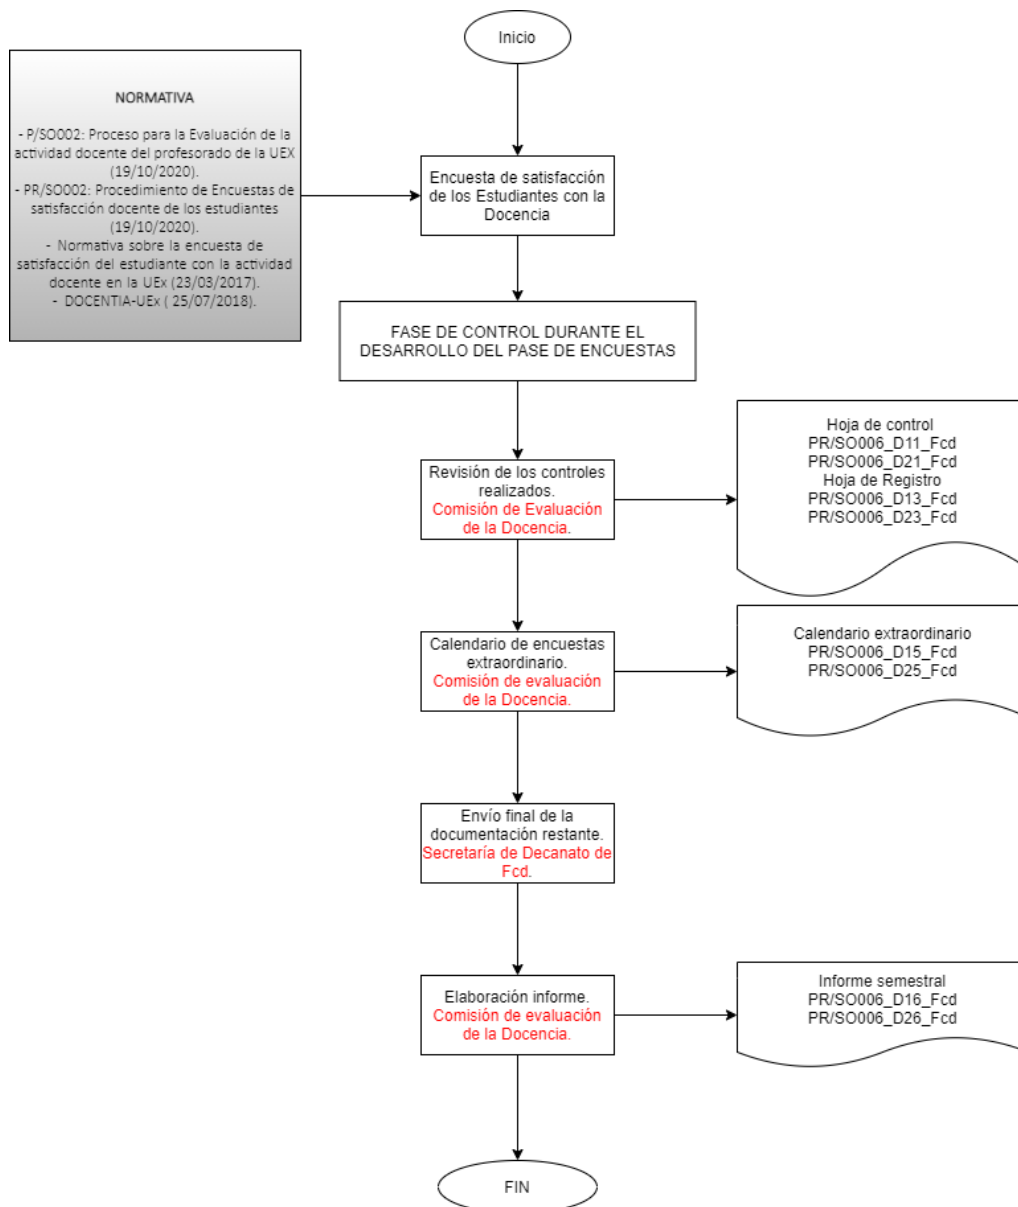 Inicio
NORMATIVA
- P/SO002: Proceso para la Evaluación de la
actividad docente del profesorado de la UEX
(19/10/2020).
- PR/SO002: Procedimiento de Encuestas de
satisfacción docente de los estudiantes
(19/10/2020).
- Normativa sobre la encuesta de
satisfacción del estudiante con la actividad
docente en la UEx (23/03/2017).
- DOCENTIA-UEx ( 25/07/2018).
Encuesta de satisfacción
de los Estudiantes con la
Docencia
FASE DE CONTROL DURANTE EL
DESARROLLO DEL PASE DE ENCUESTAS
Revisión de los controles
realizados.
Comisión de Evaluación
de la Docencia.
Hoja de control
PR/SO006_D11_Fcd
PR/SO006_D21_Fcd
Hoja de Registro
PR/SO006_D13_Fcd
PR/SO006_D23_Fcd
Calendario de encuestas
extraordinario.
Comisión de evaluación
de la Docencia.
Calendario extraordinario
PR/SO006_D15_Fcd
PR/SO006_D25_Fcd
Envío final de la
documentación restante.
Secretaría de Decanato de
Fcd.
Elaboración informe.
Comisión de evaluación
de la Docencia.
Informe semestral
PR/SO006_D16_Fcd
PR/SO006_D26_Fcd
FIN